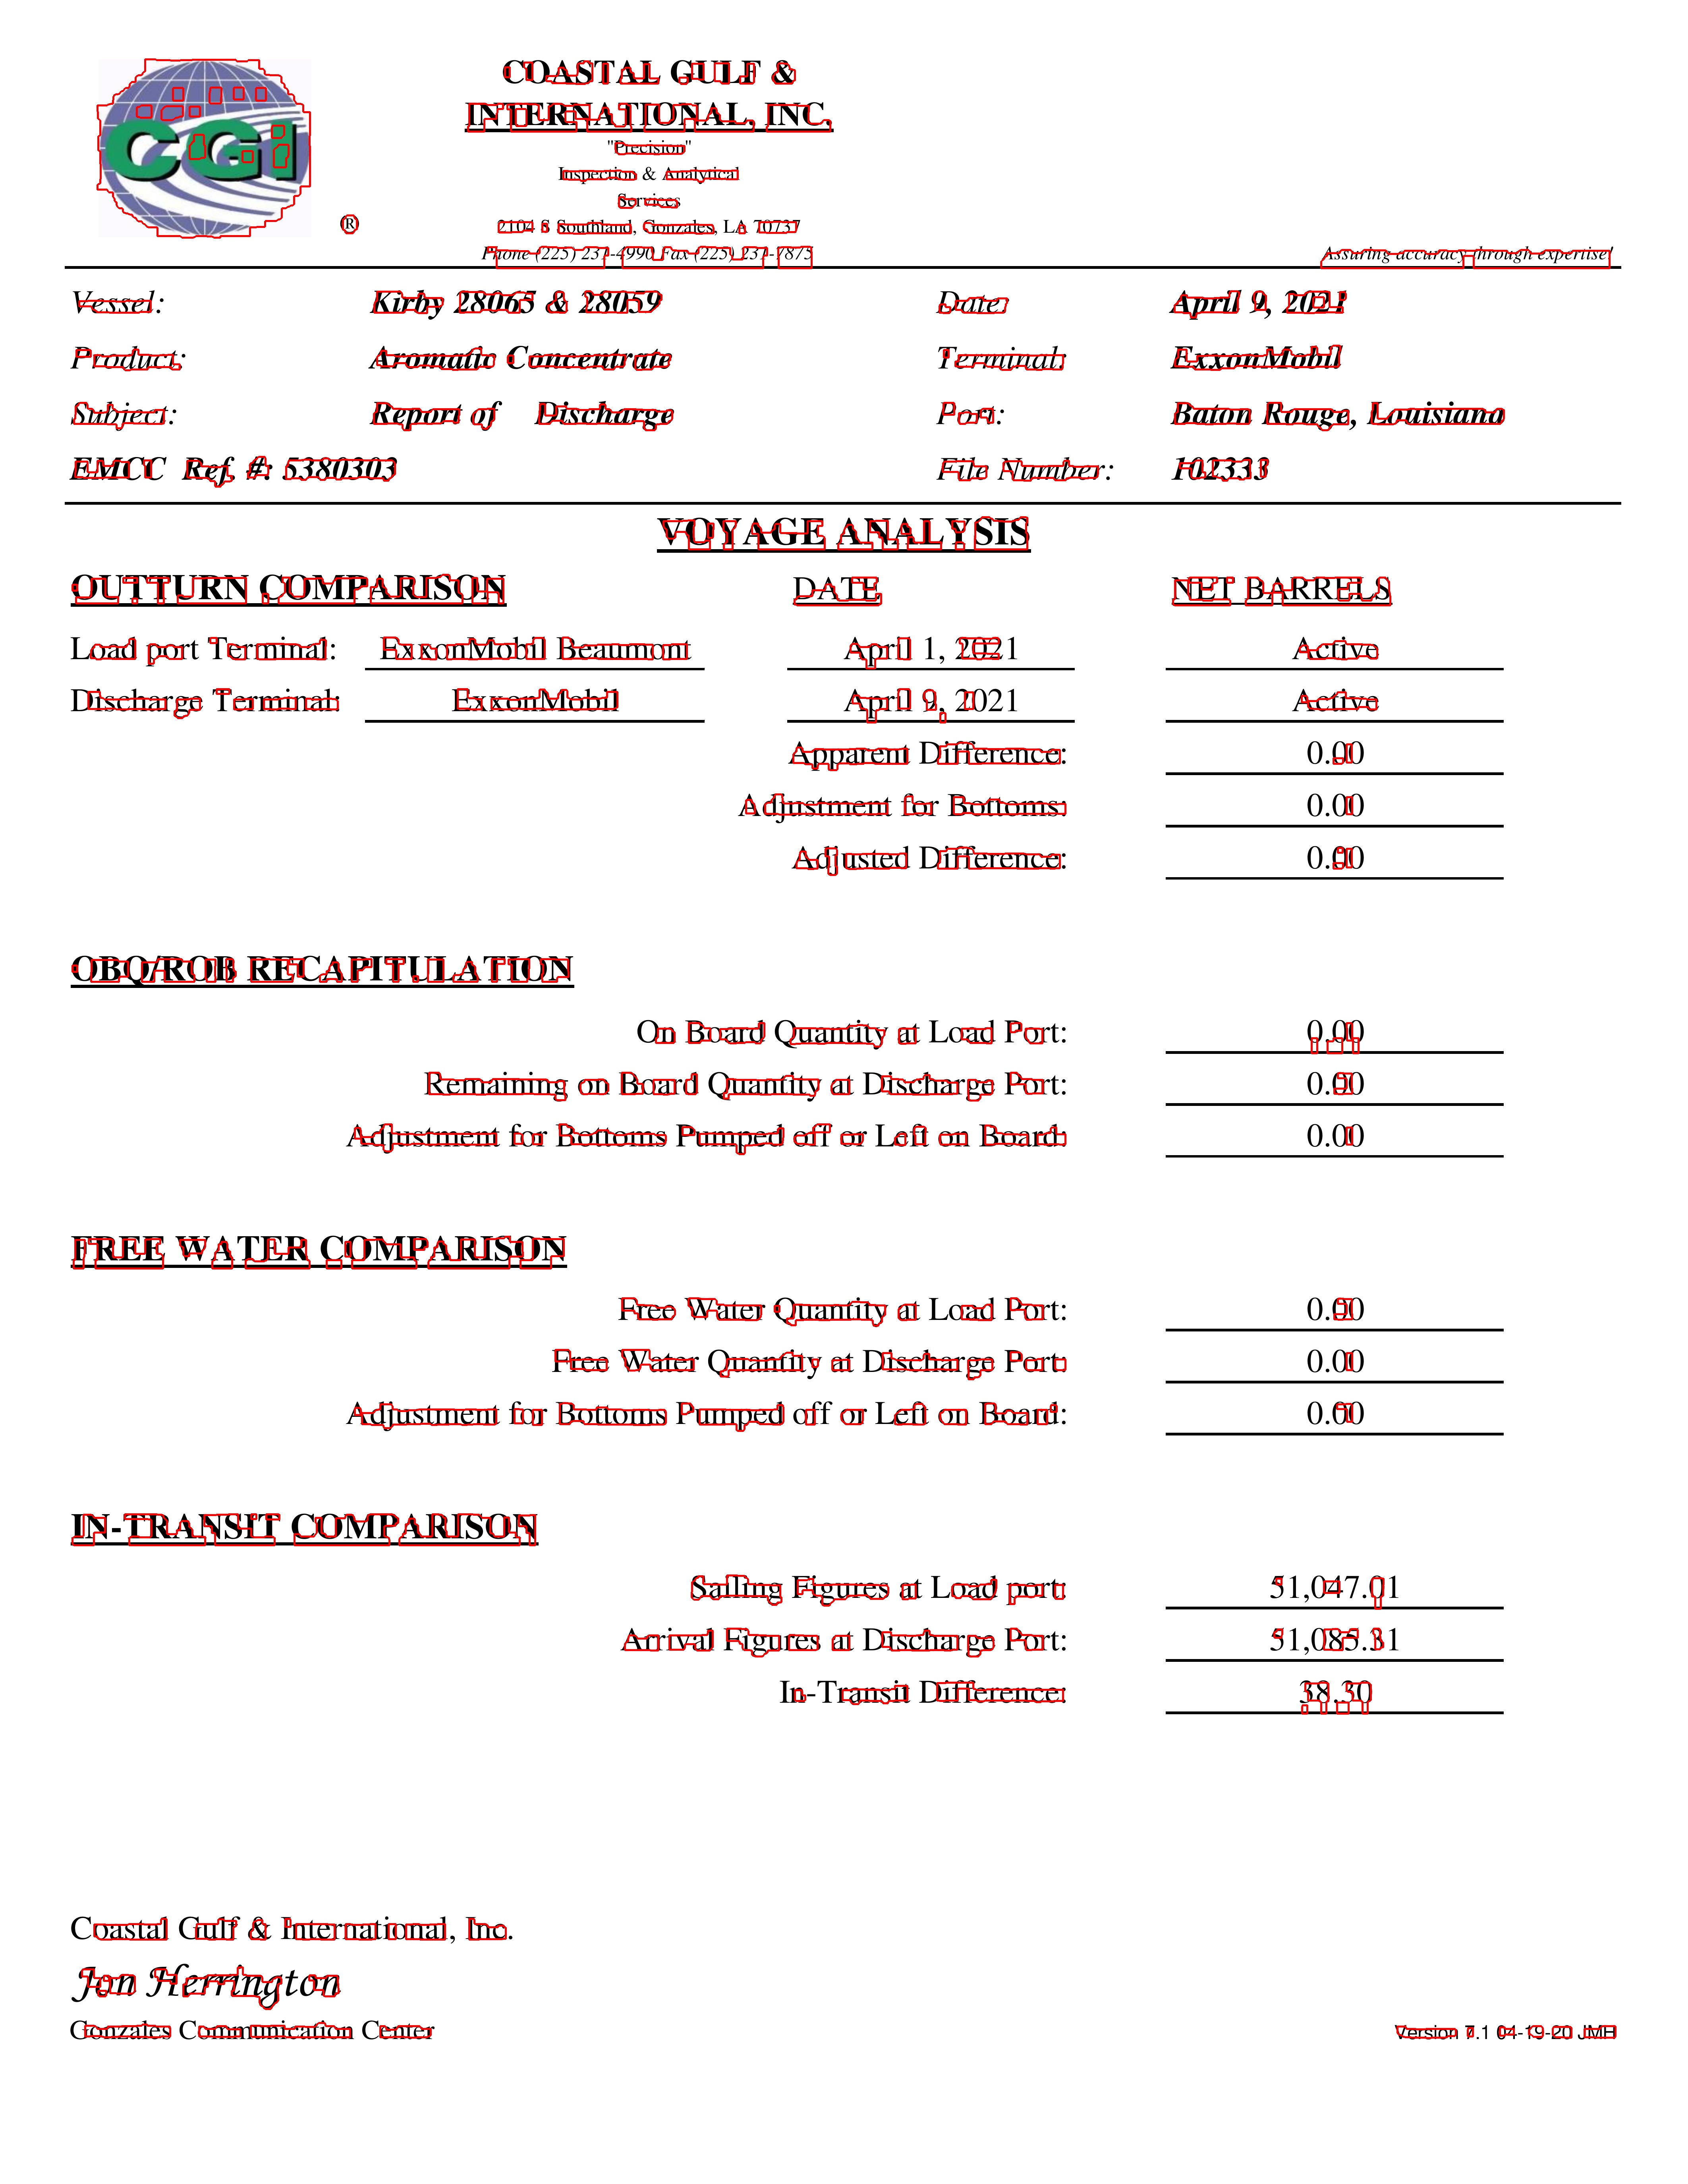 CGI
®
COASTAL GULF &
INTERNATIONAL, INC.
"Precision"
Inspection & Analytical
Services
2104 S Southland, Gonzales, LA 70737
Phone (225) 237-4990 Fax (225) 237-7875 Assuring accuracy through expertise!
Vessel: Kirby 28065 & 28059 Date: April 9, 2021
Product: Aromatic Concentrate Terminal: ExxonMobil
Subject: Report of Discharge Port: Baton Rouge, Louisiana
EMCC Ref. #: 5380303 File Number: 102333
VOYAGE ANALYSIS
OUTTURN COMPARISON DATE NET BARRELS
Load port Terminal: ExxonMobil Beaumont April 1, 2021 Active
Discharge Terminal: ExxonMobil April 9, 2021 Active
Apparent Difference: 0.00
Adjustment for Bottoms: 0.00
Adjusted Difference: 0.00
OBQ/ROB RECAPITULATION
On Board Quantity at Load Port: 0.00
Remaining on Board Quantity at Discharge Port: 0.00
Adjustment for Bottoms Pumped off or Left on Board: 0.00
FREE WATER COMPARISON
Free Water Quantity at Load Port: 0.00
Free Water Quantity at Discharge Port: 0.00
Adjustment for Bottoms Pumped off or Left on Board: 0.00
IN-TRANSIT COMPARISON
Sailing Figures at Load port: 51,047.01
Arrival Figures at Discharge Port: 51,085.31
In-Transit Difference: 38.30
Coastal Gulf & International, Inc.
Jon Herrington
Gonzales Communication Center
Version 7.1 04-19-20 JMH